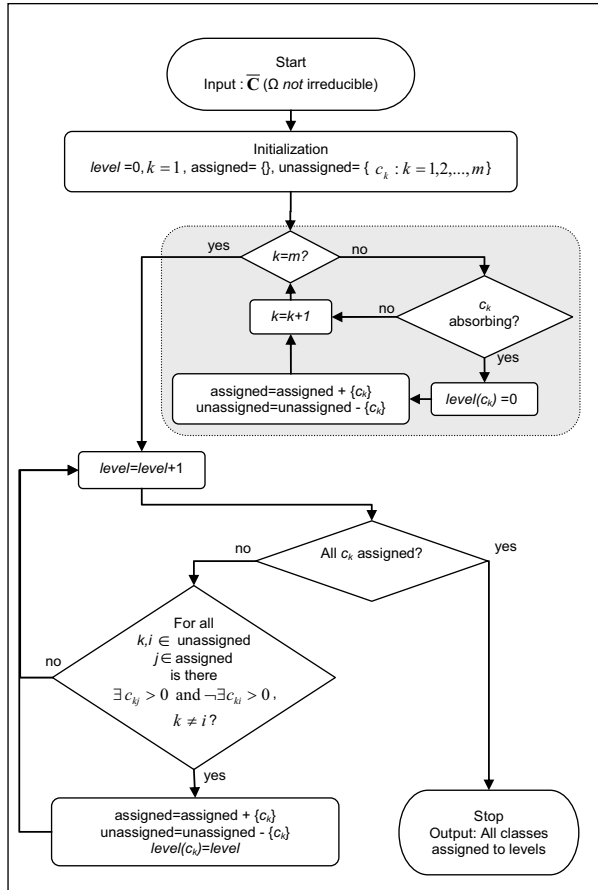 Start
Input : C̅ (Ω not irreducible)
Initialization
level =0, k = 1 , assigned= {}, unassigned= { c_k : k = 1,2,...,m }
yes
k=m?
no
k=k+1
no
c_k
absorbing?
yes
assigned=assigned + {c_k}
unassigned=unassigned - {c_k}
level(c_k) =0
level=level+1
no
All c_k assigned?
yes
no
For all
k,i ∈ unassigned
j ∈ assigned
is there
∃ c_kj > 0 and ¬∃ c_ki > 0 ,
k ≠ i ?
yes
assigned=assigned + {c_k}
unassigned=unassigned - {c_k}
level(c_k)=level
Stop
Output: All classes
assigned to levels